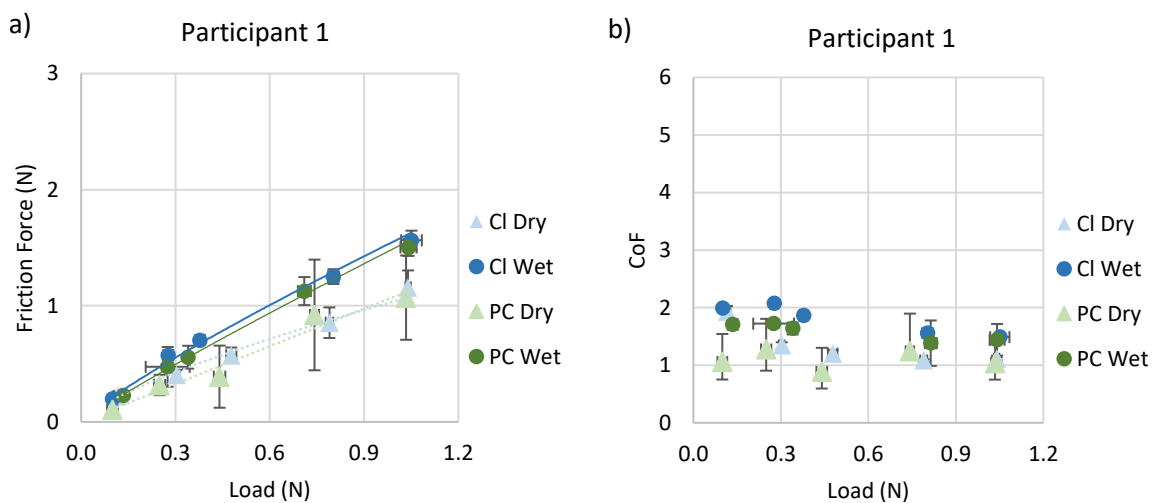 a)
Participant 1
Friction Force (N)
3
2
1
0
0.0 0.3 0.6 0.9 1.2
Load (N)
Cl Dry
Cl Wet
PC Dry
PC Wet
b)
Participant 1
CoF
6
5
4
3
2
1
0
0.0 0.3 0.6 0.9 1.2
Load (N)
Cl Dry
Cl Wet
PC Dry
PC Wet